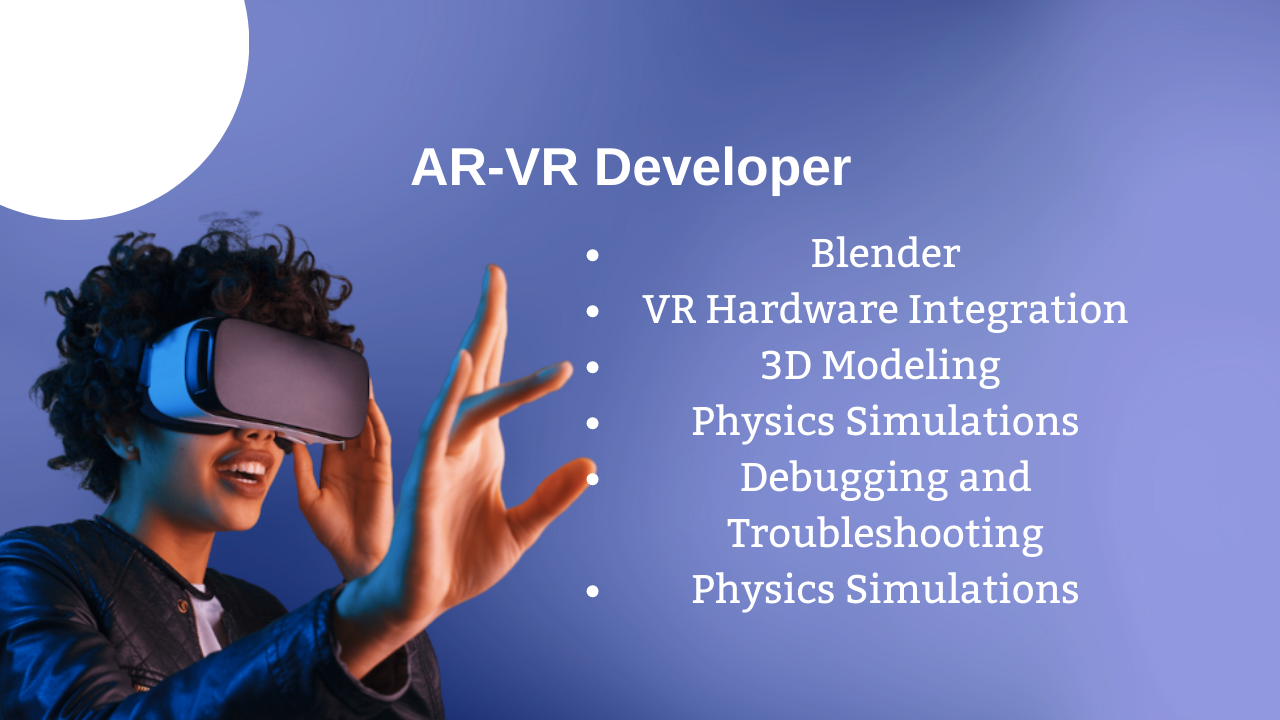 AR-VR Developer
• Blender
• VR Hardware Integration
• 3D Modeling
• Physics Simulations
• Debugging and
Troubleshooting
• Physics Simulations